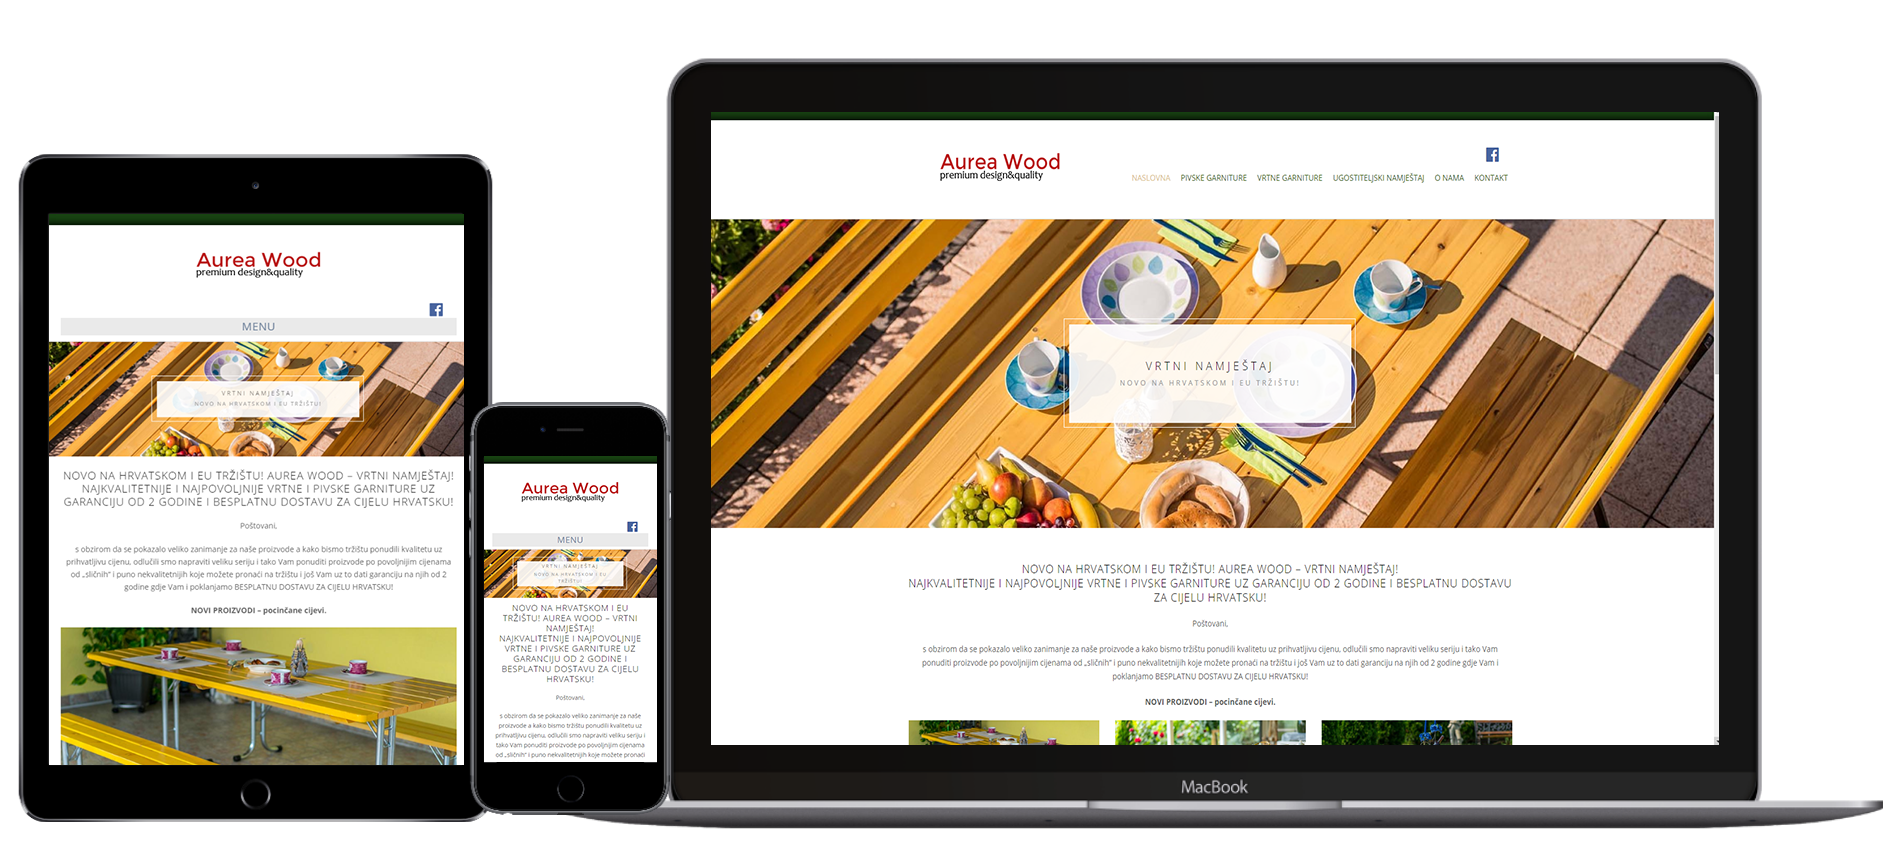 Aurea Wood
premium design&quality
MENU
VRTNI NAMJEŠTAJ
NOVO NA HRVATSKOM I EU TRŽIŠTU!
NOVO NA HRVATSKOM I EU TRŽIŠTU! AUREA WOOD – VRTNI NAMJEŠTAJ!
NAJKVALITETNIJE I NAJPOVOLJNIJE VRTNE I PIVSKE GARNITURE UZ
GARANCIJU OD 2 GODINE I BESPLATNU DOSTAVU ZA CIJELU HRVATSKU!
Poštovani,
s obzirom da se pokazalo veliko zanimanje za naše proizvode a kako bismo tržištu ponudili kvalitetu uz
prihvatljivu cijenu, odlučili smo napraviti veliku seriju i tako Vam ponuditi proizvode po povoljnijim cijenama
od „sličnih“ i puno nekvalitetnijih koje možete pronaći na tržištu i još Vam uz to dati garanciju na njih od 2
godine gdje Vam i poklanjamo BESPLATNU DOSTAVU ZA CIJELU HRVATSKU!
NOVI PROIZVODI – pocinčane cijevi.
Aurea Wood
premium design&quality
MENU
VRTNI NAMJEŠTAJ
NOVO NA HRVATSKOM I EU
TRŽIŠTU!
NOVO NA HRVATSKOM I EU
TRŽIŠTU! AUREA WOOD – VRTNI
NAMJEŠTAJ!
NAJKVALITETNIJE I NAJPOVOLJNIJE
VRTNE I PIVSKE GARNITURE UZ
GARANCIJU OD 2 GODINE I
BESPLATNU DOSTAVU ZA CIJELU
HRVATSKU!
Poštovani,
s obzirom da se pokazalo veliko zanimanje za naše
proizvode a kako bismo tržištu ponudili kvalitetu uz
prihvatljivu cijenu, odlučili smo napraviti veliku seriju i
tako Vam ponuditi proizvode po povoljnijim cijenama
od „sličnih“ i puno nekvalitetnijih koje možete pronaći
Aurea Wood
premium design&quality
NASLOVNA PIVSKE GARNITURE VRTNE GARNITURE UGOSTITELJSKI NAMJEŠTAJ O NAMA KONTAKT
VRTNI NAMJEŠTAJ
NOVO NA HRVATSKOM I EU TRŽIŠTU!
NOVO NA HRVATSKOM I EU TRŽIŠTU! AUREA WOOD – VRTNI NAMJEŠTAJ!
NAJKVALITETNIJE I NAJPOVOLJNIJE VRTNE I PIVSKE GARNITURE UZ GARANCIJU OD 2 GODINE I BESPLATNU DOSTAVU
ZA CIJELU HRVATSKU!
Poštovani,
s obzirom da se pokazalo veliko zanimanje za naše proizvode a kako bismo tržištu ponudili kvalitetu uz prihvatljivu cijenu, odlučili smo napraviti veliku seriju i tako Vam
ponuditi proizvode po povoljnijim cijenama od „sličnih“ i puno nekvalitetnijih koje možete pronaći na tržištu i još Vam uz to dati garanciju na njih od 2 godine gdje Vam i
poklanjamo BESPLATNU DOSTAVU ZA CIJELU HRVATSKU!
NOVI PROIZVODI – pocinčane cijevi.
MacBook